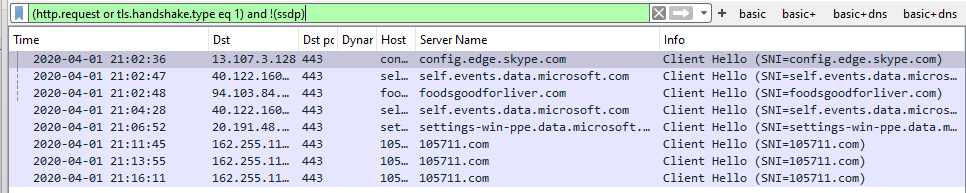 (http.request or tls.handshake.type eq 1) and !(ssdp)
+ basic basic+ basic+dns basic+dns
Time Dst Dst po Dynar Host Server Name Info
2020-04-01 21:02:36 13.107.3.128 443 con… config.edge.skype.com Client Hello (SNI=config.edge.skype.com)
2020-04-01 21:02:47 40.122.160… 443 sel… self.events.data.microsoft.com Client Hello (SNI=self.events.data.micros…
2020-04-01 21:02:48 94.103.84.… 443 foo… foodsgoodforliver.com Client Hello (SNI=foodsgoodforliver.com)
2020-04-01 21:04:28 40.122.160… 443 sel… self.events.data.microsoft.com Client Hello (SNI=self.events.data.micros…
2020-04-01 21:06:52 20.191.48.… 443 set… settings-win-ppe.data.microsoft.… Client Hello (SNI=settings-win-ppe.data.m…
2020-04-01 21:11:45 162.255.11… 443 105… 105711.com Client Hello (SNI=105711.com)
2020-04-01 21:13:55 162.255.11… 443 105… 105711.com Client Hello (SNI=105711.com)
2020-04-01 21:16:11 162.255.11… 443 105… 105711.com Client Hello (SNI=105711.com)